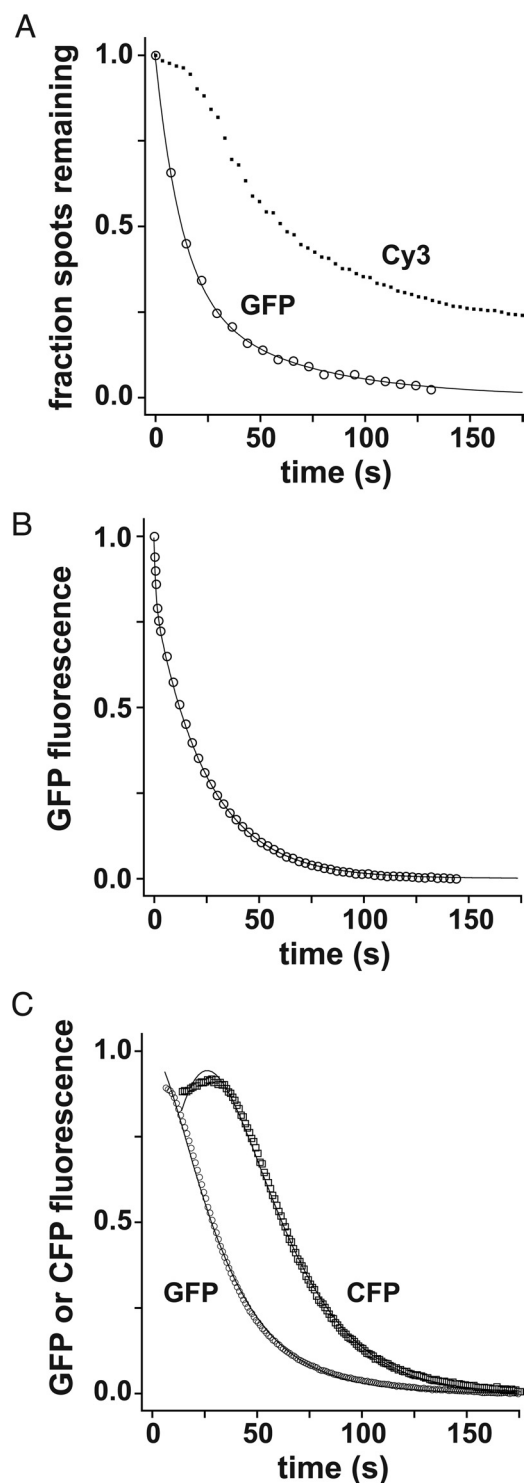 A
fraction spots remaining
1.0
0.5
0.0
Cy3
GFP
0 50 100 150
time (s)
B
GFP fluorescence
1.0
0.5
0.0
0 50 100 150
time (s)
C
GFP or CFP fluorescence
1.0
0.5
0.0
GFP CFP
0 50 100 150
time (s)